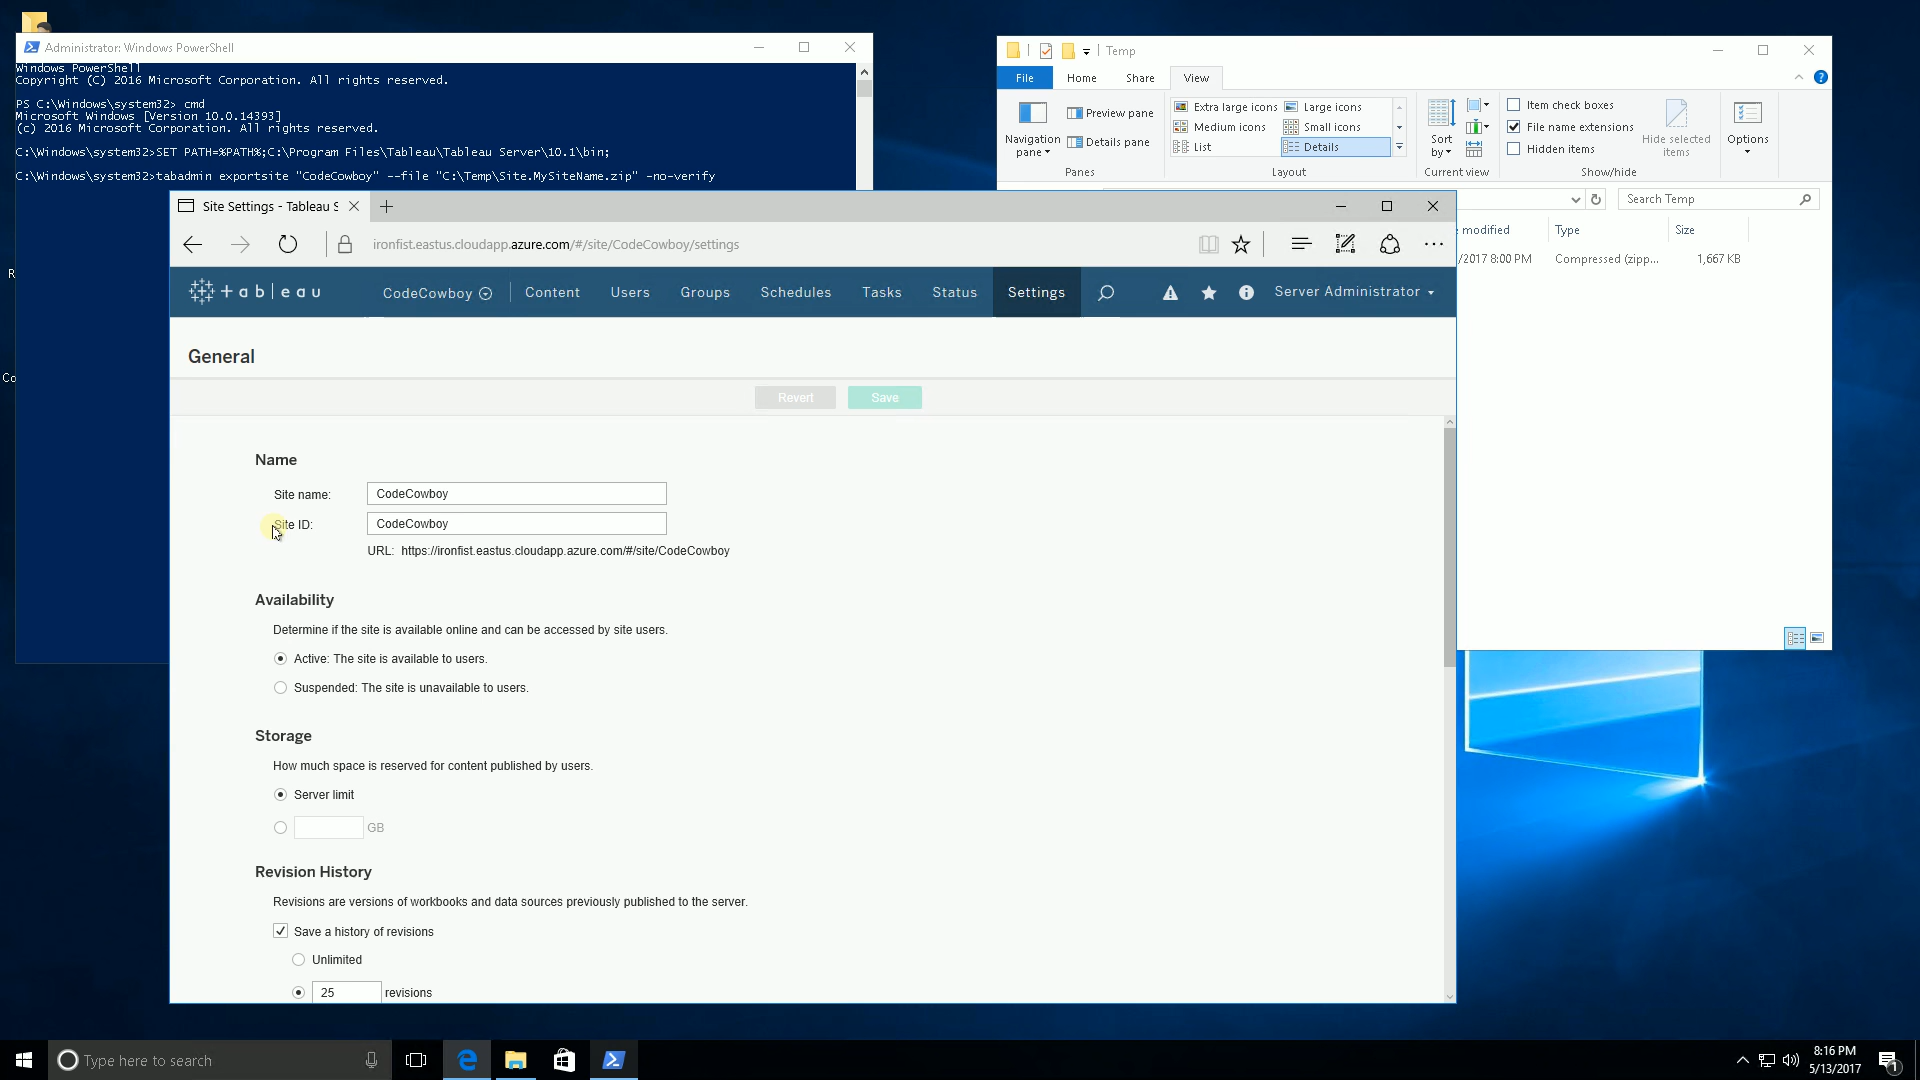 Administrator: Windows PowerShell
Windows PowerShell
Copyright (C) 2016 Microsoft Corporation. All rights reserved.
PS C:\Windows\system32> cmd
Microsoft Windows [Version 10.0.14393]
(c) 2016 Microsoft Corporation. All rights reserved.
C:\Windows\system32>SET PATH=%PATH%;C:\Program Files\Tableau\Tableau Server\10.1\bin;
C:\Windows\system32>tabadmin exportsite "CodeCowboy" --file "C:\Temp\Site.MySiteName.zip" -no-verify
R
Co
Temp
File Home Share View
Navigation pane
Preview pane
Details pane
Panes
Extra large icons Large icons
Medium icons Small icons
List Details
Layout
Sort by
Current view
Item check boxes
File name extensions
Hidden items
Hide selected items
Show/hide
Options
Search Temp
modified Type Size
/2017 8:00 PM Compressed (zipp... 1,667 KB
Site Settings - Tableau S
ironfist.eastus.cloudapp.azure.com/#/site/CodeCowboy/settings
+ a b | e a u
CodeCowboy Content Users Groups Schedules Tasks Status Settings Server Administrator
General
Revert Save
Name
Site name: CodeCowboy
Site ID: CodeCowboy
URL: https://ironfist.eastus.cloudapp.azure.com/#/site/CodeCowboy
Availability
Determine if the site is available online and can be accessed by site users.
Active: The site is available to users.
Suspended: The site is unavailable to users.
Storage
How much space is reserved for content published by users.
Server limit
GB
Revision History
Revisions are versions of workbooks and data sources previously published to the server.
Save a history of revisions
Unlimited
25 revisions
Type here to search
8:16 PM
5/13/2017
1